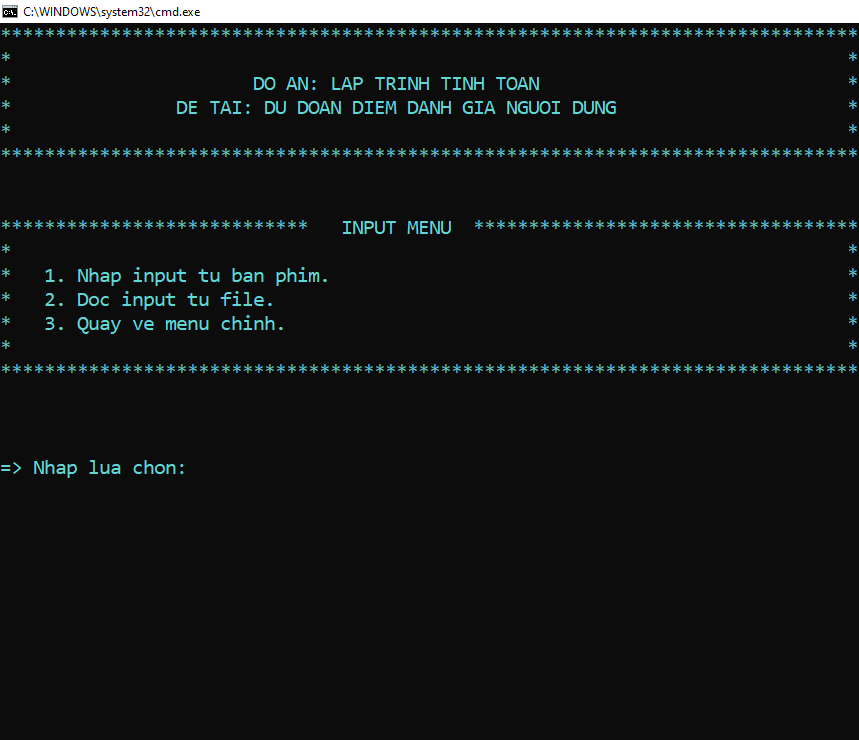 C:\WINDOWS\system32\cmd.exe
******************************************************************************
*                                                                            *
*                      DO AN: LAP TRINH TINH TOAN                            *
*               DE TAI: DU DOAN DIEM DANH GIA NGUOI DUNG                     *
*                                                                            *
******************************************************************************
****************************   INPUT MENU  ***********************************
*                                                                            *
*   1. Nhap input tu ban phim.                                               *
*   2. Doc input tu file.                                                    *
*   3. Quay ve menu chinh.                                                   *
*                                                                            *
******************************************************************************
=> Nhap lua chon: